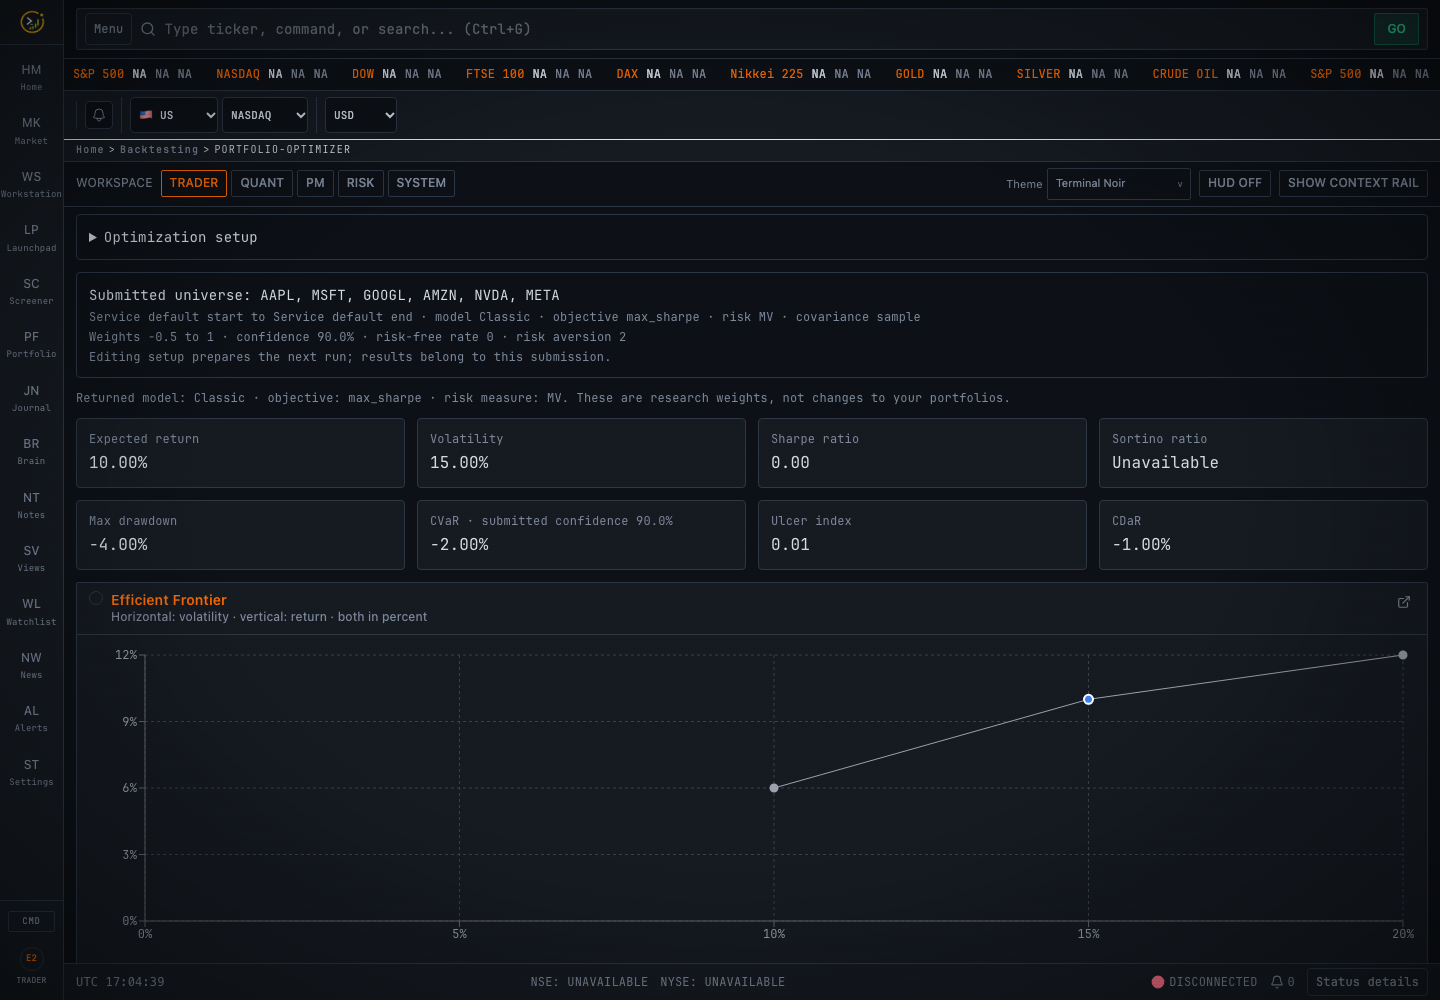 Menu Type ticker, command, or search... (Ctrl+G) GO
S&P 500 NA NA NA NASDAQ NA NA NA DOW NA NA NA FTSE 100 NA NA NA DAX NA NA NA Nikkei 225 NA NA NA GOLD NA NA NA SILVER NA NA NA CRUDE OIL NA NA NA S&P 500 NA NA NA
US NASDAQ USD
Home > Backtesting > PORTFOLIO-OPTIMIZER
WORKSPACE TRADER QUANT PM RISK SYSTEM Theme Terminal Noir HUD OFF SHOW CONTEXT RAIL
HM
Home
MK
Market
WS
Workstation
LP
Launchpad
SC
Screener
PF
Portfolio
JN
Journal
BR
Brain
NT
Notes
SV
Views
WL
Watchlist
NW
News
AL
Alerts
ST
Settings
CMD
E2
TRADER
Optimization setup
Submitted universe: AAPL, MSFT, GOOGL, AMZN, NVDA, META
Service default start to Service default end · model Classic · objective max_sharpe · risk MV · covariance sample
Weights -0.5 to 1 · confidence 90.0% · risk-free rate 0 · risk aversion 2
Editing setup prepares the next run; results belong to this submission.
Returned model: Classic · objective: max_sharpe · risk measure: MV. These are research weights, not changes to your portfolios.
Expected return
10.00%
Volatility
15.00%
Sharpe ratio
0.00
Sortino ratio
Unavailable
Max drawdown
-4.00%
CVaR · submitted confidence 90.0%
-2.00%
Ulcer index
0.01
CDaR
-1.00%
Efficient Frontier
Horizontal: volatility · vertical: return · both in percent
12%
9%
6%
3%
0%
0% 5% 10% 15% 20%
UTC 17:04:39 NSE: UNAVAILABLE NYSE: UNAVAILABLE DISCONNECTED 0 Status details